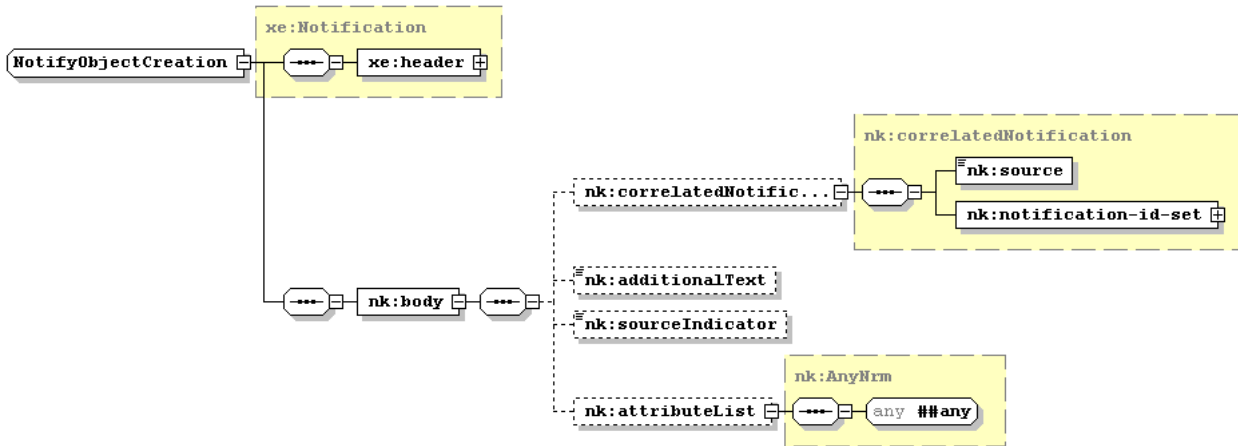 xe:Notification
NotifyObjectCreation
xe:header
nk:correlatedNotification
nk:source
nk:correlatedNotific...
nk:notification-id-set
nk:additionalText
nk:body
nk:sourceIndicator
nk:AnyNrm
nk:attributeList
any ##any